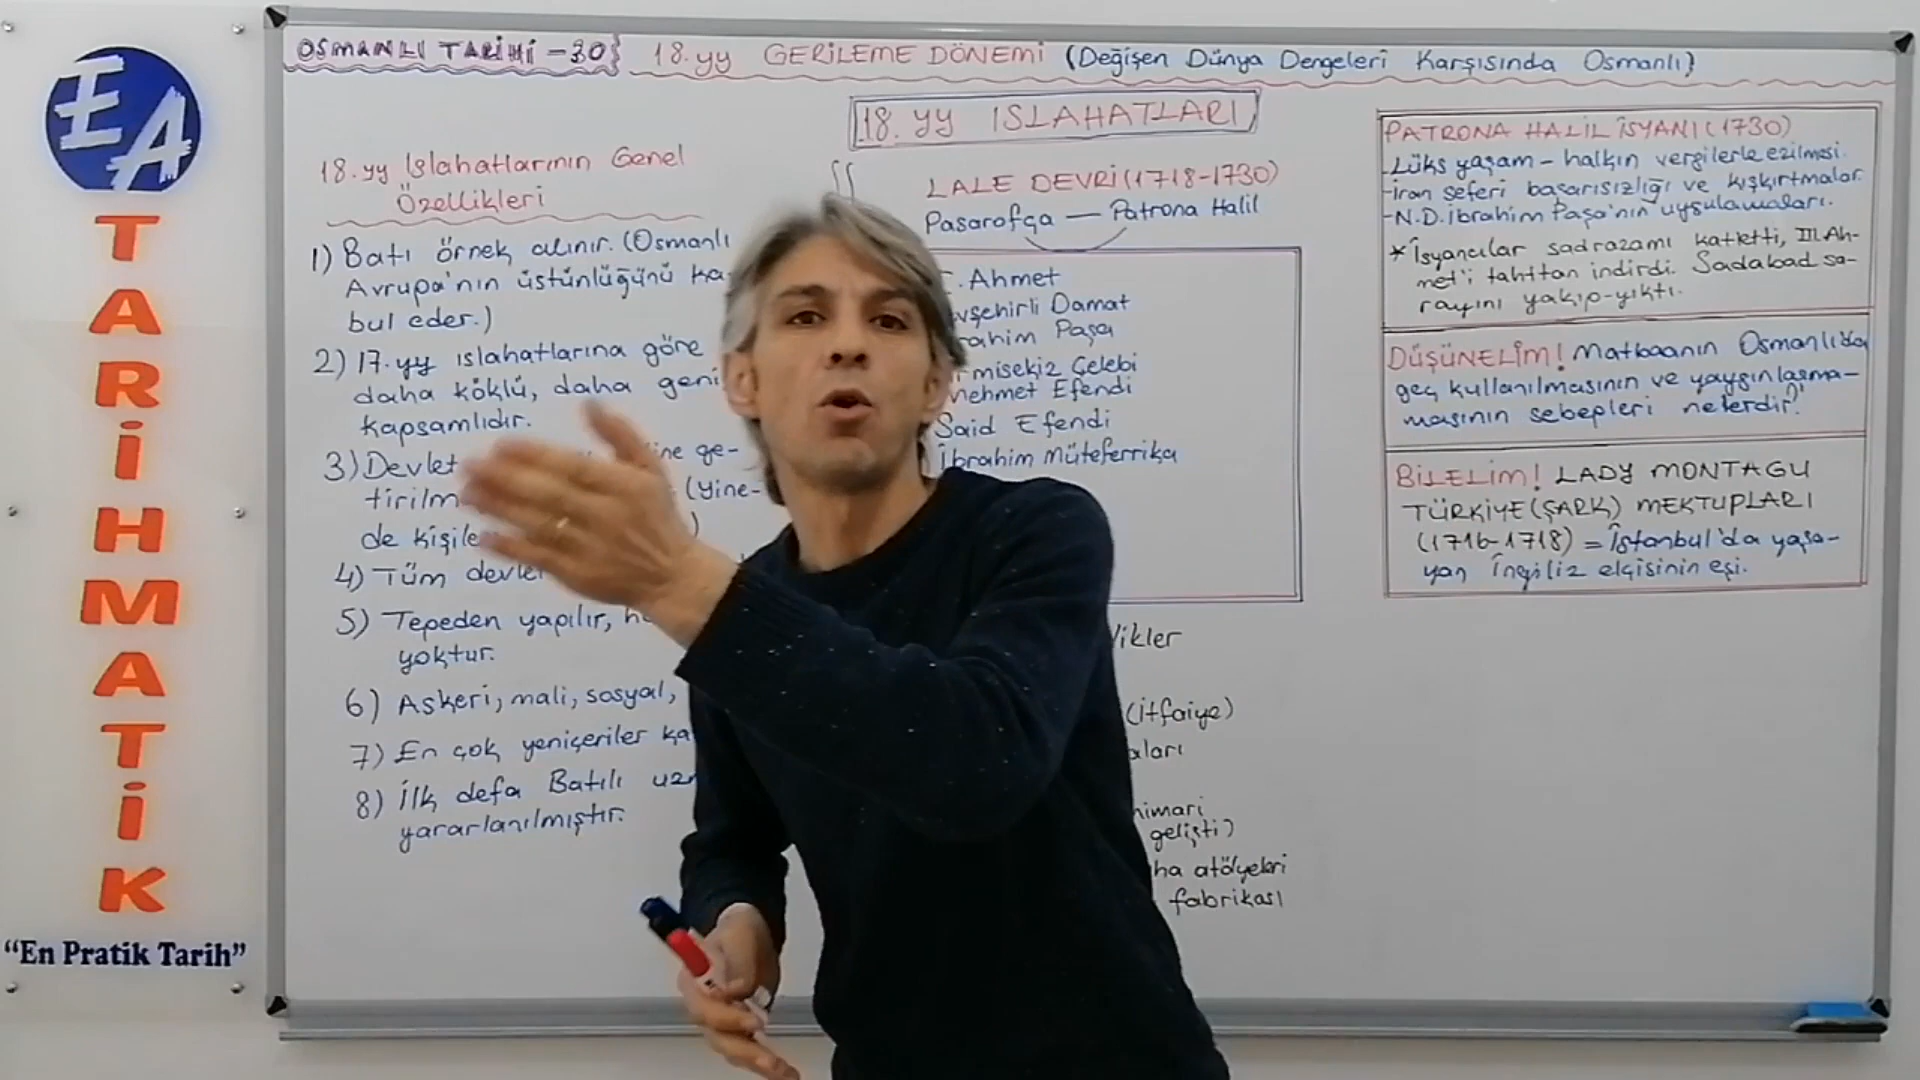 EA
TARİHMATİK
“En Pratik Tarih”
OSMANLI TARİHİ - 30}
18.yy GERİLEME DÖNEMİ (Değişen Dünya Dengeleri Karşısında Osmanlı)
18. YY ISLAHATLARI
18.yy Islahatlarının Genel
Özellikleri
1) Batı örnek alınır. (Osmanlı
Avrupa'nın üstünlüğünü ka-
bul eder.)
2) 17.yy ıslahatlarına göre
daha köklü, daha geni
kapsamlıdır.
3) Devlet ine ge-
tirilm (Yine-
de kişile )
4) Tüm devle
5) Tepeden yapılır, h
yoktur.
6) Askeri, mali, sosyal,
7) En çok yeniçeriler ka
8) İlk defa Batılı uz
yararlanılmıştır.
LALE DEVRİ (1718-1730)
Pasarofça — Patrona Halil
. Ahmet
vşehirli Damat
rahim Paşa
rmisekiz Çelebi
Mehmet Efendi
Said Efendi
İbrahim Müteferrika
likler
(itfaiye)
aları
mimari
gelişti)
ha atölyeleri
fabrikası
PATRONA HALİL İSYANI (1730)
Lüks yaşam - halkın vergilerle ezilmesi.
-İran seferi başarısızlığı ve kışkırtmalar.
-N.D.İbrahim Paşa'nın uygulamaları.
* İsyancılar sadrazamı katletti, III.Ah-
met'i tahttan indirdi. Sadabad sa-
rayını yakıp-yıktı.
DÜŞÜNELİM! Matbaanın Osmanlı'da
geç kullanılmasının ve yaygınlaşma-
masının sebepleri nelerdir?
BİLELİM! LADY MONTAGU
TÜRKİYE (ŞARK) MEKTUPLARI
(1716-1718) = İstanbul'da yaşa-
yan İngiliz elçisinin eşi.